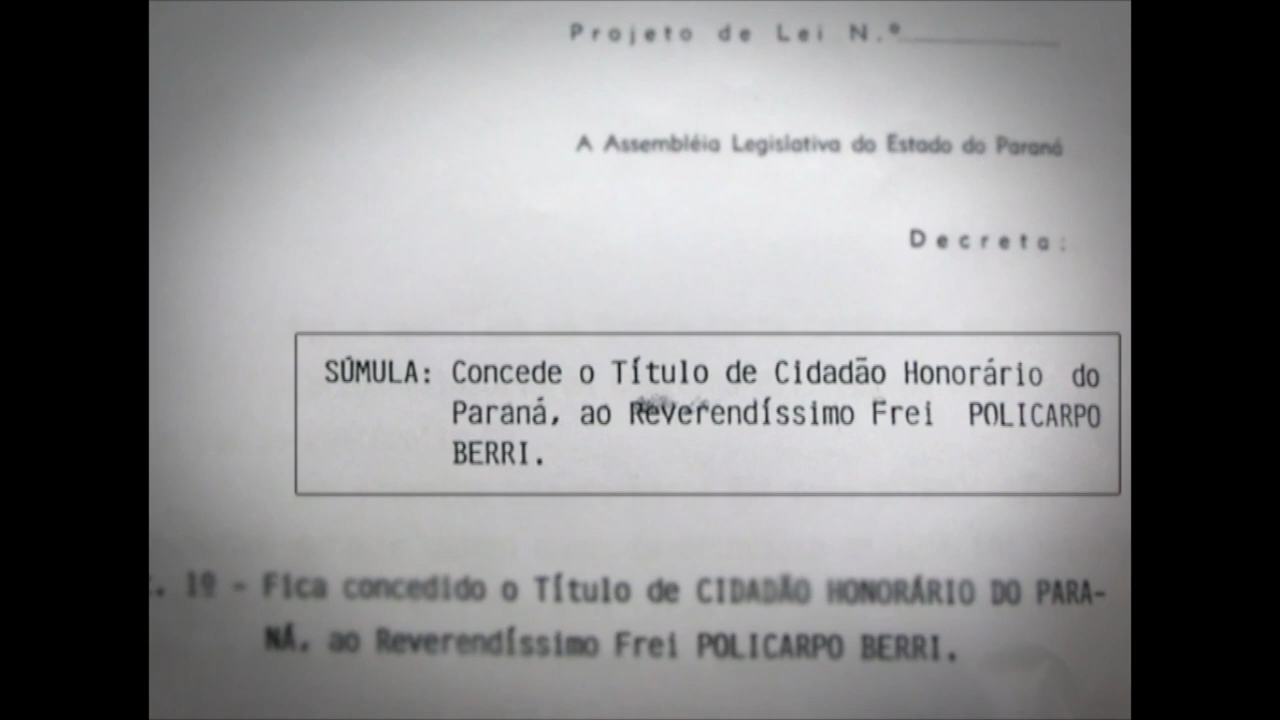 Projeto de Lei N.º
A Assembléia Legislativa do Estado do Paraná
Decreta:
SÚMULA: Concede o Título de Cidadão Honorário do
Paraná, ao Reverendíssimo Frei POLICARPO
BERRI.
. 1º - Fica concedido o Título de CIDADÃO HONORÁRIO DO PARA-
NÁ, ao Reverendíssimo Frei POLICARPO BERRI.